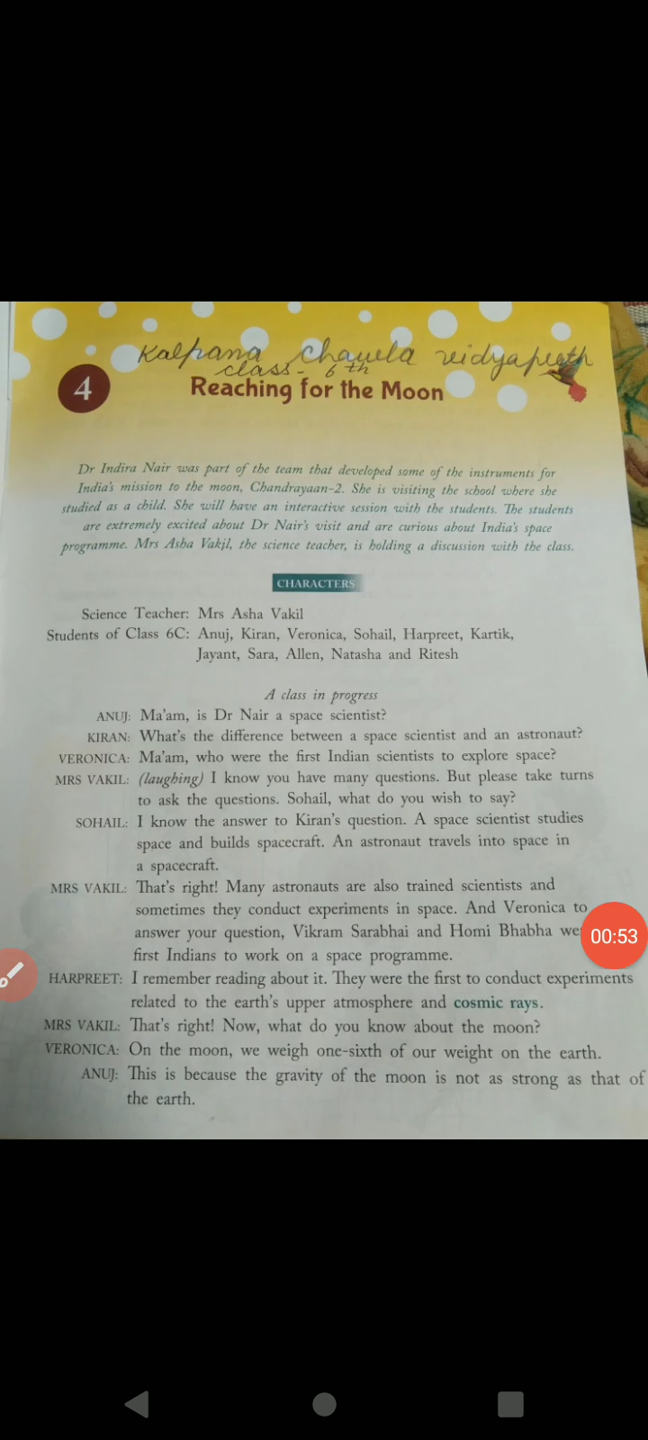 Kalpana Chawla vidyapeeth
class- 6th
4
Reaching for the Moon
Dr Indira Nair was part of the team that developed some of the instruments for
India's mission to the moon, Chandrayaan-2. She is visiting the school where she
studied as a child. She will have an interactive session with the students. The students
are extremely excited about Dr Nair's visit and are curious about India's space
programme. Mrs Asha Vakil, the science teacher, is holding a discussion with the class.
CHARACTERS
Science Teacher: Mrs Asha Vakil
Students of Class 6C: Anuj, Kiran, Veronica, Sohail, Harpreet, Kartik,
Jayant, Sara, Allen, Natasha and Ritesh
A class in progress
ANUJ: Ma'am, is Dr Nair a space scientist?
KIRAN: What's the difference between a space scientist and an astronaut?
VERONICA: Ma'am, who were the first Indian scientists to explore space?
MRS VAKIL: (laughing) I know you have many questions. But please take turns
to ask the questions. Sohail, what do you wish to say?
SOHAIL: I know the answer to Kiran's question. A space scientist studies
space and builds spacecraft. An astronaut travels into space in
a spacecraft.
MRS VAKIL: That's right! Many astronauts are also trained scientists and
sometimes they conduct experiments in space. And Veronica to
answer your question, Vikram Sarabhai and Homi Bhabha we
00:53
first Indians to work on a space programme.
HARPREET: I remember reading about it. They were the first to conduct experiments
related to the earth's upper atmosphere and cosmic rays.
MRS VAKIL: That's right! Now, what do you know about the moon?
VERONICA: On the moon, we weigh one-sixth of our weight on the earth.
ANUJ: This is because the gravity of the moon is not as strong as that of
the earth.